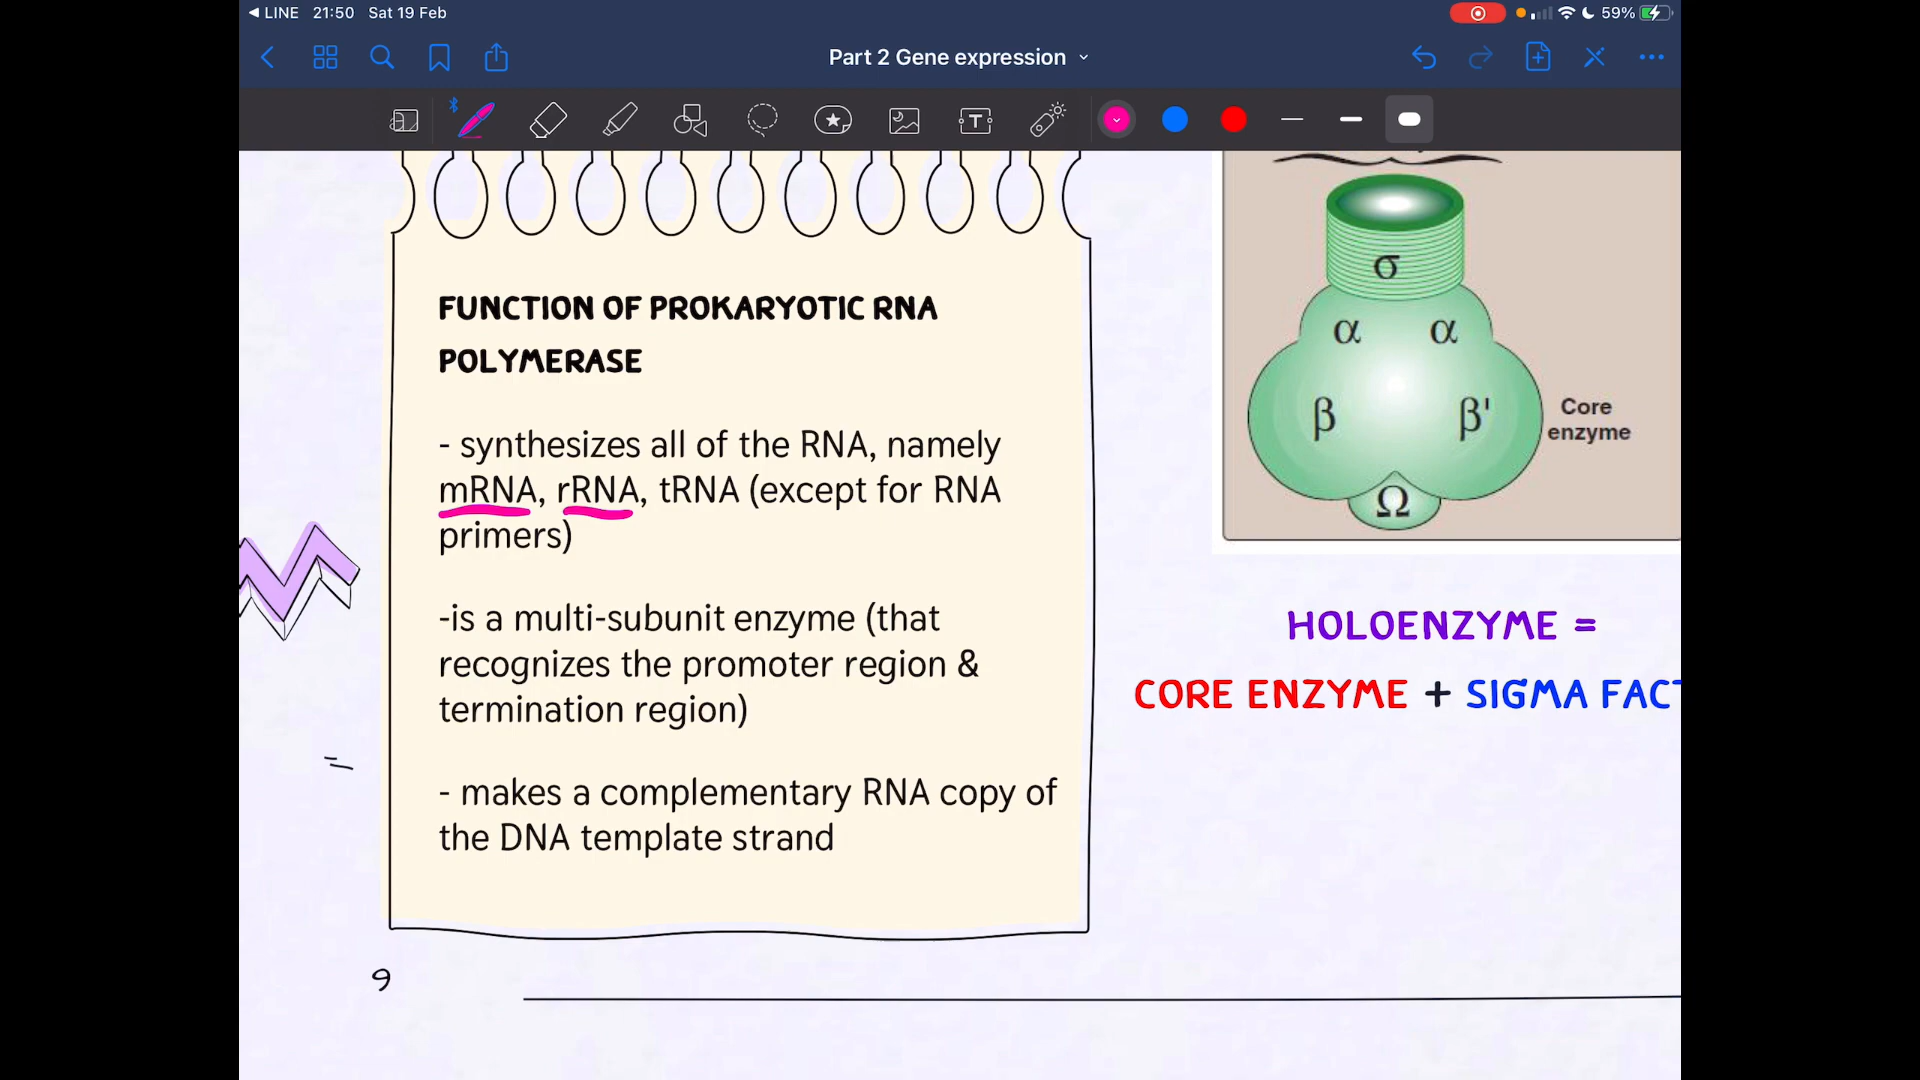 LINE 21:50 Sat 19 Feb 59%
Part 2 Gene expression
FUNCTION OF PROKARYOTIC RNA
POLYMERASE
- synthesizes all of the RNA, namely
mRNA, rRNA, tRNA (except for RNA
primers)
-is a multi-subunit enzyme (that
recognizes the promoter region &
termination region)
- makes a complementary RNA copy of
the DNA template strand
9
σ
α α
β β'
Ω
Core
enzyme
HOLOENZYME =
CORE ENZYME + SIGMA FACT